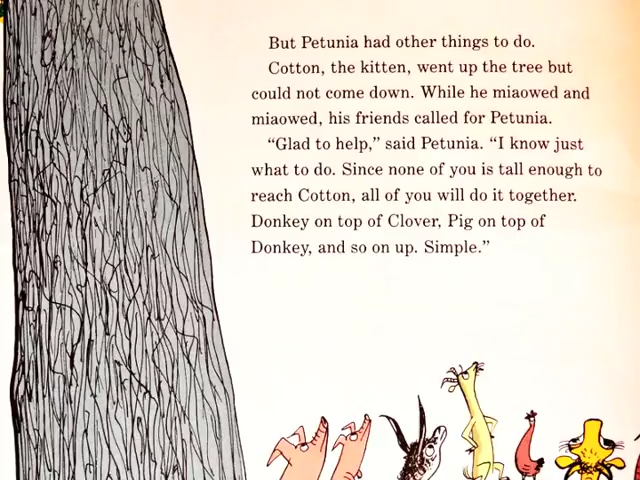 But Petunia had other things to do.
Cotton, the kitten, went up the tree but
could not come down. While he miaowed and
miaowed, his friends called for Petunia.
“Glad to help,” said Petunia. “I know just
what to do. Since none of you is tall enough to
reach Cotton, all of you will do it together.
Donkey on top of Clover, Pig on top of
Donkey, and so on up. Simple.”